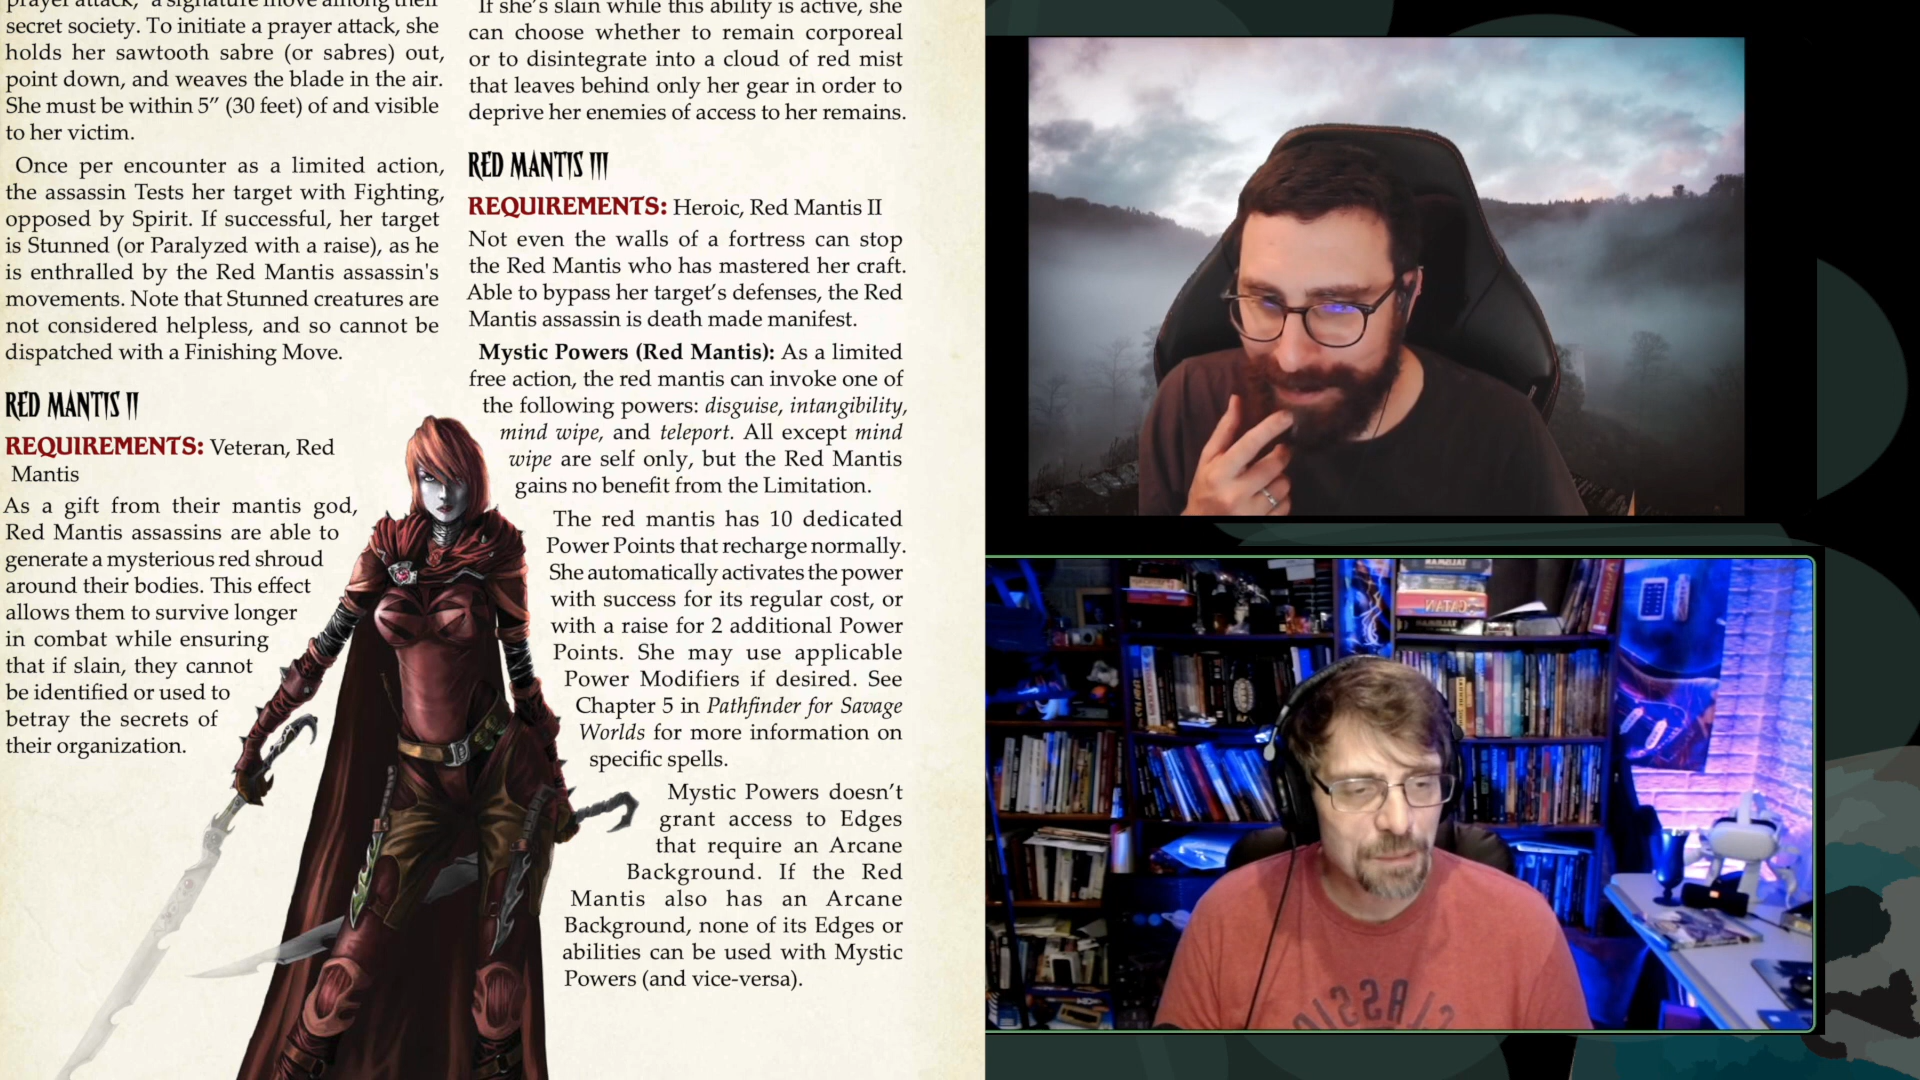 prayer attack," a signature move among their
secret society. To initiate a prayer attack, she
holds her sawtooth sabre (or sabres) out,
point down, and weaves the blade in the air.
She must be within 5” (30 feet) of and visible
to her victim.
Once per encounter as a limited action,
the assassin Tests her target with Fighting,
opposed by Spirit. If successful, her target
is Stunned (or Paralyzed with a raise), as he
is enthralled by the Red Mantis assassin's
movements. Note that Stunned creatures are
not considered helpless, and so cannot be
dispatched with a Finishing Move.
RED MANTIS II
REQUIREMENTS: Veteran, Red
Mantis
As a gift from their mantis god,
Red Mantis assassins are able to
generate a mysterious red shroud
around their bodies. This effect
allows them to survive longer
in combat while ensuring
that if slain, they cannot
be identified or used to
betray the secrets of
their organization.
If she’s slain while this ability is active, she
can choose whether to remain corporeal
or to disintegrate into a cloud of red mist
that leaves behind only her gear in order to
deprive her enemies of access to her remains.
RED MANTIS III
REQUIREMENTS: Heroic, Red Mantis II
Not even the walls of a fortress can stop
the Red Mantis who has mastered her craft.
Able to bypass her target’s defenses, the Red
Mantis assassin is death made manifest.
Mystic Powers (Red Mantis): As a limited
free action, the red mantis can invoke one of
the following powers: disguise, intangibility,
mind wipe, and teleport. All except mind
wipe are self only, but the Red Mantis
gains no benefit from the Limitation.
The red mantis has 10 dedicated
Power Points that recharge normally.
She automatically activates the power
with success for its regular cost, or
with a raise for 2 additional Power
Points. She may use applicable
Power Modifiers if desired. See
Chapter 5 in Pathfinder for Savage
Worlds for more information on
specific spells.
Mystic Powers doesn’t
grant access to Edges
that require an Arcane
Background. If the Red
Mantis also has an Arcane
Background, none of its Edges or
abilities can be used with Mystic
Powers (and vice-versa).
CATAN
CLASSIC